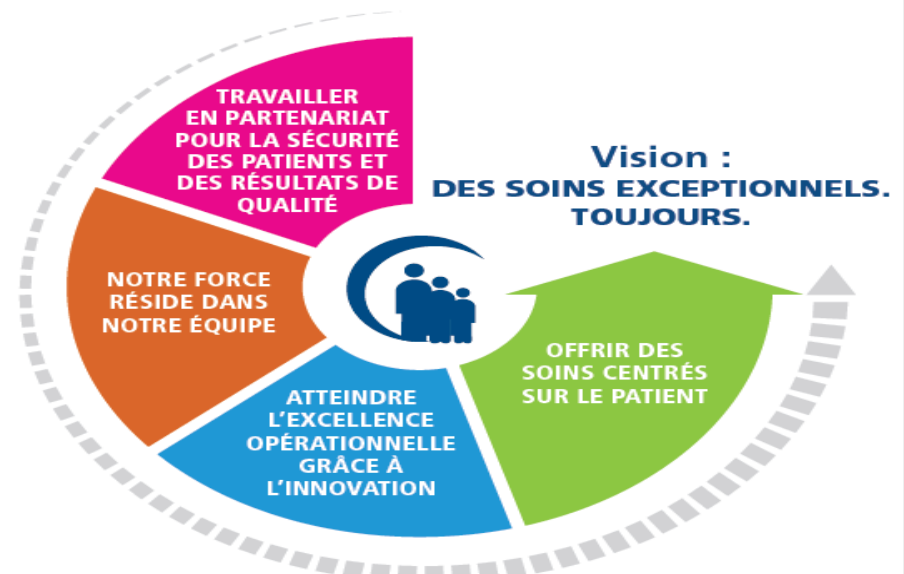 TRAVAILLER
EN PARTENARIAT
POUR LA SÉCURITÉ
DES PATIENTS ET
DES RÉSULTATS DE
QUALITÉ
Vision :
DES SOINS EXCEPTIONNELS.
TOUJOURS.
NOTRE FORCE
RÉSIDE DANS
NOTRE ÉQUIPE
ATTEINDRE
L’EXCELLENCE
OPÉRATIONNELLE
GRÂCE À
L’INNOVATION
OFFRIR DES
SOINS CENTRÉS
SUR LE PATIENT